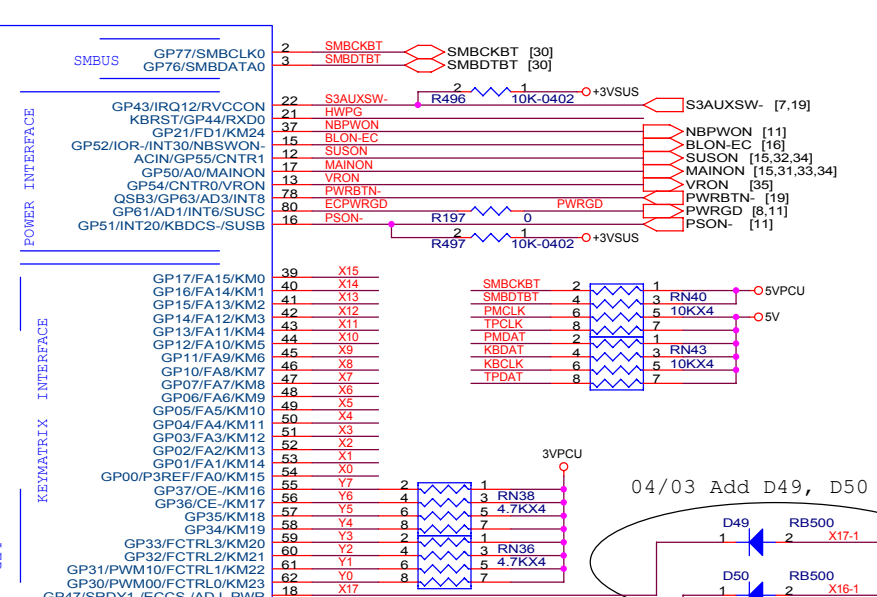 SMBUS
GP77/SMBCLK0 2 SMBCKBT SMBCKBT [30]
GP76/SMBDATA0 3 SMBDTBT SMBDTBT [30]
POWER INTERFACE
2 1 +3VSUS
R496 10K-0402
GP43/IRQ12/RVCCON 22 S3AUXSW- S3AUXSW- [7,19]
KBRST/GP44/RXD0 21 HWPG
GP21/FD1/KM24 37 NBPWON NBPWON [11]
GP52/IOR-/INT30/NBSWON- 15 BLON-EC BLON-EC [16]
ACIN/GP55/CNTR1 12 SUSON SUSON [15,32,34]
GP50/A0/MAINON 17 MAINON MAINON [15,31,33,34]
GP54/CNTR0/VRON 13 VRON VRON [35]
QSB3/GP63/AD3/INT8 78 PWRBTN- PWRBTN- [19]
GP61/AD1/INT6/SUSC 80 ECPWRGD R197 0 PWRGD PWRGD [8,11]
GP51/INT20/KBDCS-/SUSB 16 PSON- PSON- [11]
2 1 +3VSUS
R497 10K-0402
KEYMATRIX INTERFACE
GP17/FA15/KM0 39 X15
GP16/FA14/KM1 40 X14
GP15/FA13/KM2 41 X13
GP14/FA12/KM3 42 X12
GP13/FA11/KM4 43 X11
GP12/FA10/KM5 44 X10
GP11/FA9/KM6 45 X9
GP10/FA8/KM7 46 X8
GP07/FA7/KM8 47 X7
GP06/FA6/KM9 48 X6
GP05/FA5/KM10 49 X5
GP04/FA4/KM11 50 X4
GP03/FA3/KM12 51 X3
GP02/FA2/KM13 52 X2
GP01/FA1/KM14 53 X1
GP00/P3REF/FA0/KM15 54 X0
GP37/OE-/KM16 55 Y7
GP36/CE-/KM17 56 Y6
GP35/KM18 57 Y5
GP34/KM19 58 Y4
GP33/FCTRL3/KM20 59 Y3
GP32/FCTRL2/KM21 60 Y2
GP31/PWM10/FCTRL1/KM22 61 Y1
GP30/PWM00/FCTRL0/KM23 62 Y0
18 X17
SMBCKBT 2 1 5VPCU
SMBDTBT 4 3 RN40
PMCLK 6 5 10KX4 5V
TPCLK 8 7
PMDAT 2 1
KBDAT 4 3 RN43
KBCLK 6 5 10KX4
TPDAT 8 7
3VPCU
2 1
4 3 RN38
6 5 4.7KX4
8 7
2 1
4 3 RN36
6 5 4.7KX4
8 7
04/03 Add D49, D50
D49 RB500
1 2 X17-1
D50 RB500
1 2 X16-1